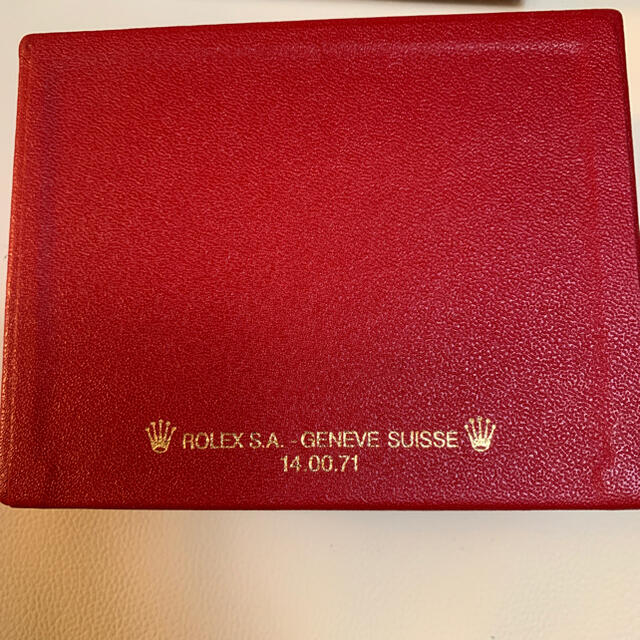 ROLEX S.A. - GENEVE SUISSE
14.00.71